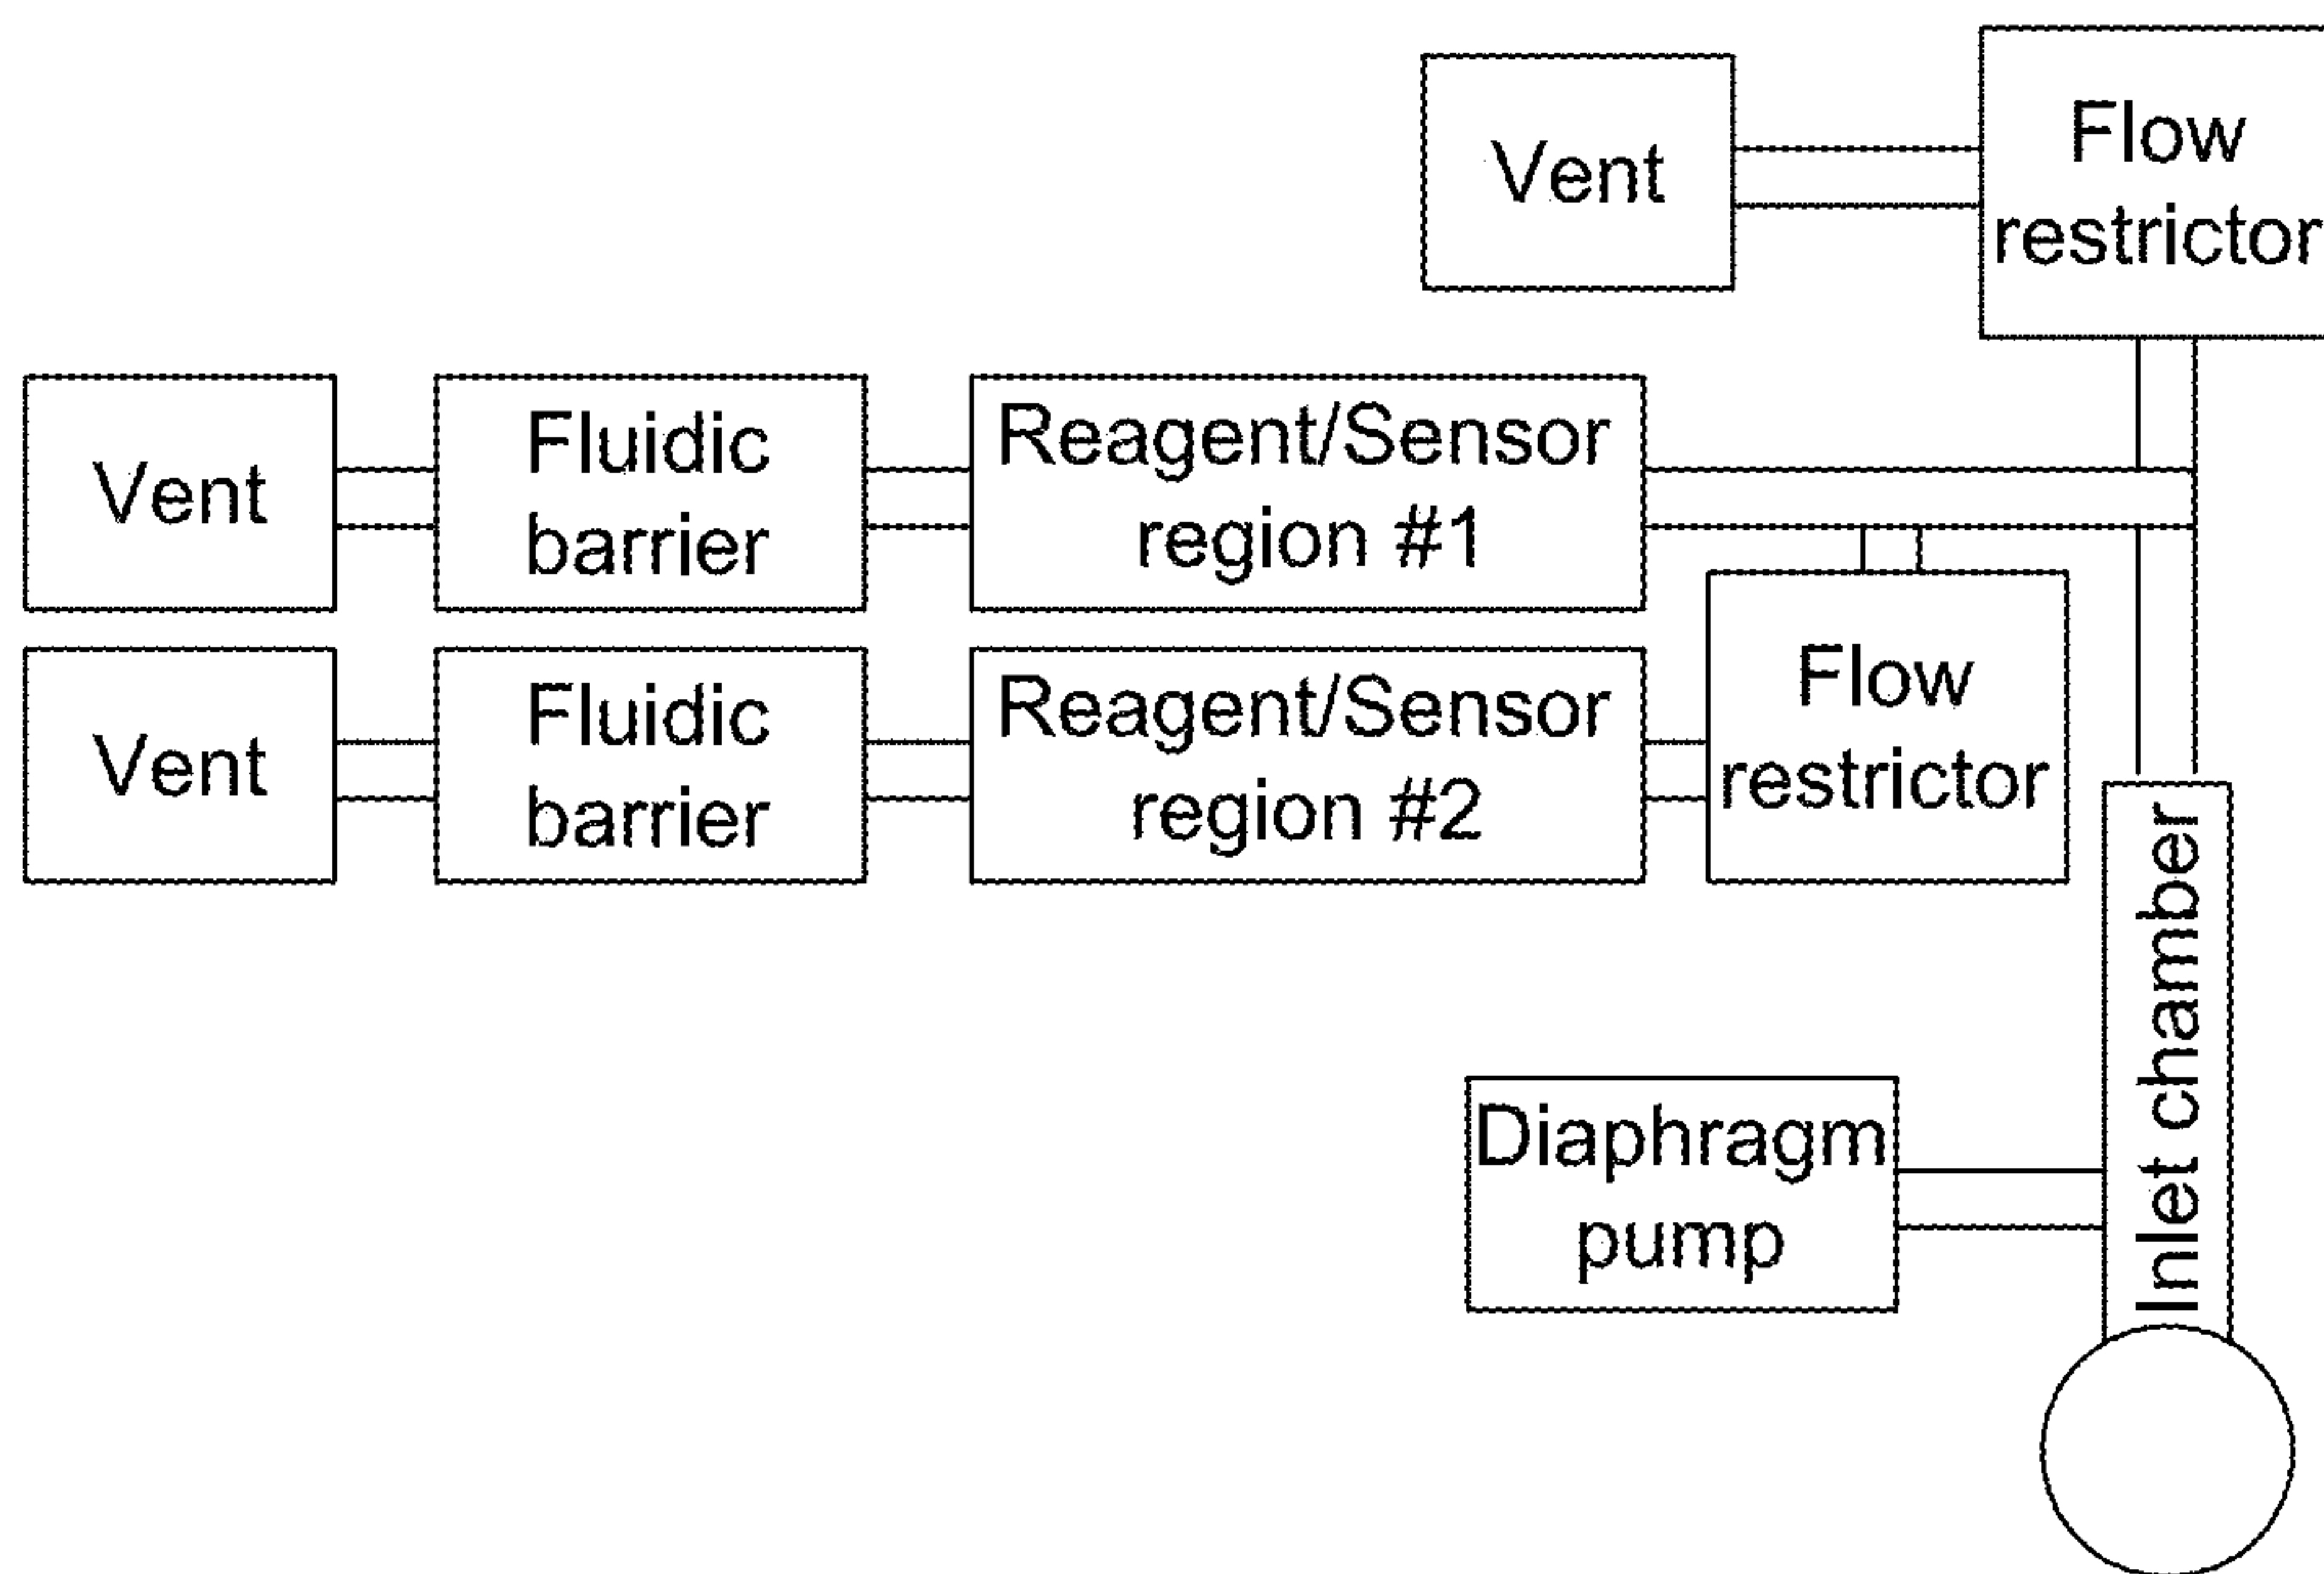 Vent
Flow
restrictor
Vent
Fluidic
barrier
Reagent/Sensor
region #1
Vent
Fluidic
barrier
Reagent/Sensor
region #2
Flow
restrictor
Inlet chamber
Diaphragm
pump